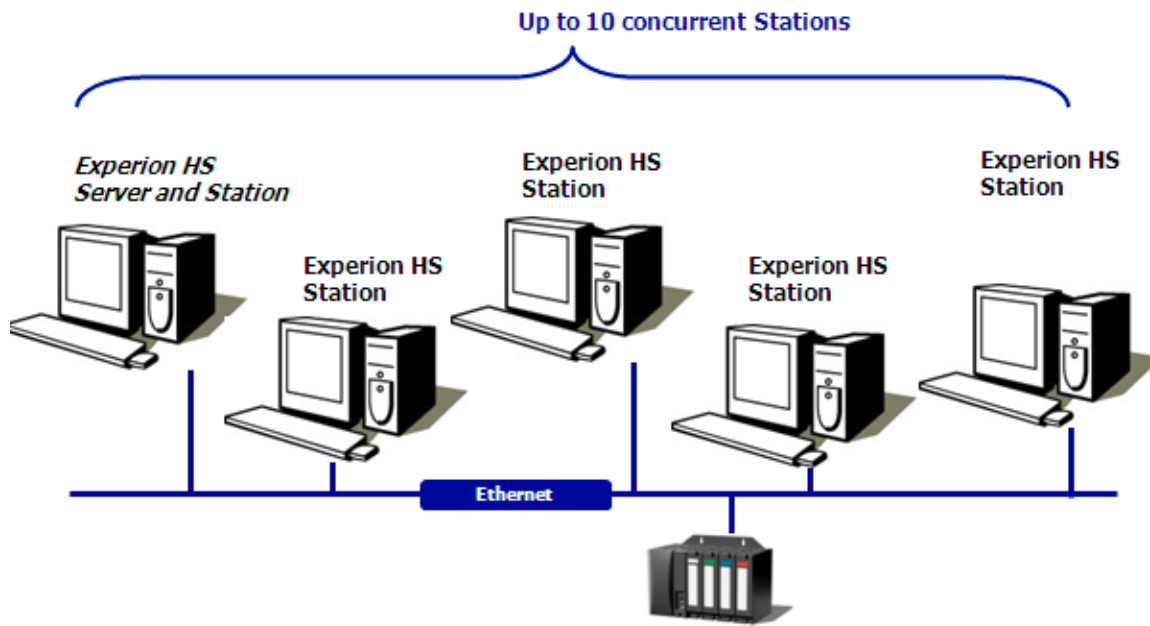 Up to 10 concurrent Stations
Experion HS
Server and Station
Experion HS
Station
Experion HS
Station
Experion HS
Station
Experion HS
Station
Ethernet